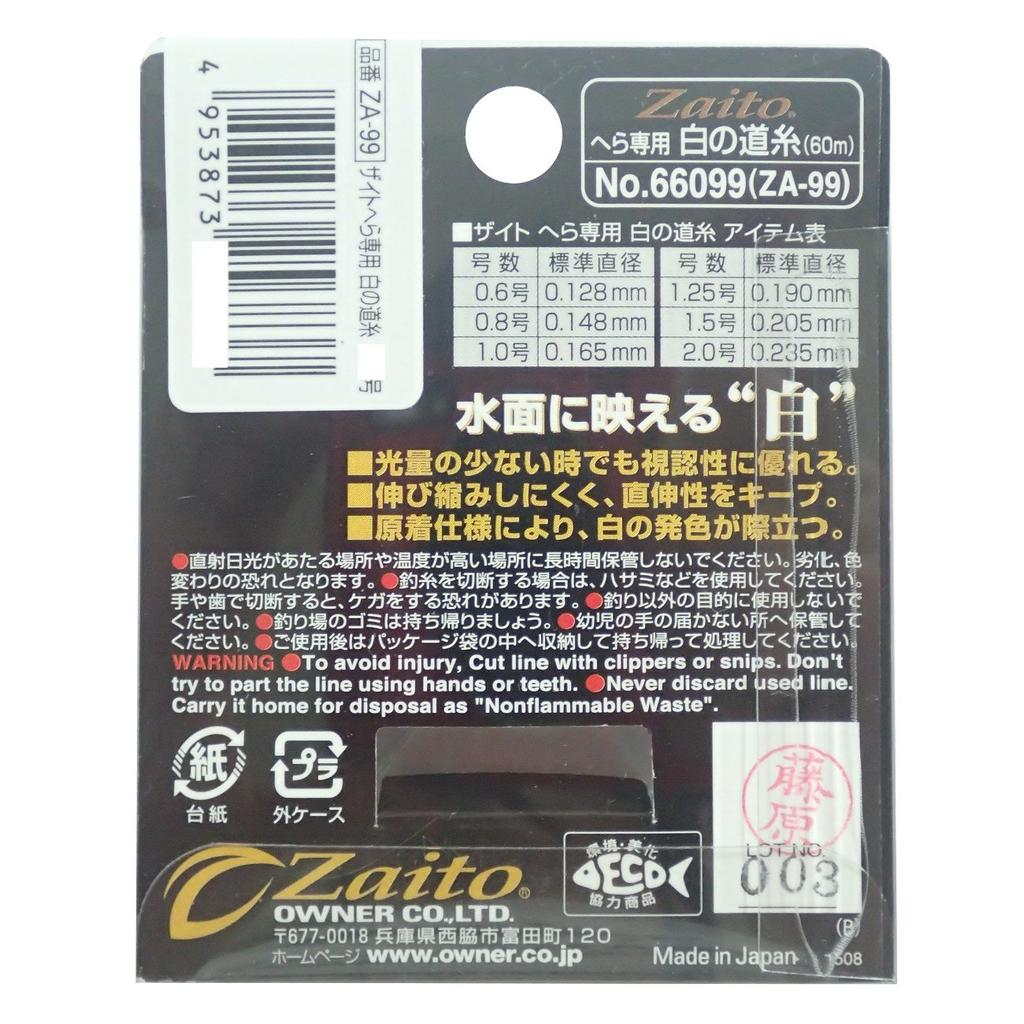 品番 ZA-99 ザイトへら専用 白の道糸 号
4 953873
Zaito®
へら専用 白の道糸(60m)
No.66099(ZA-99)
■ザイト へら専用 白の道糸 アイテム表
号数 標準直径 号数 標準直径
0.6号 0.128mm 1.25号 0.190mm
0.8号 0.148mm 1.5号 0.205mm
1.0号 0.165mm 2.0号 0.235mm
水面に映える“白”
■光量の少ない時でも視認性に優れる。
■伸び縮みしにくく、直伸性をキープ。
■原着仕様により、白の発色が際立つ。
●直射日光があたる場所や温度が高い場所に長時間保管しないでください。劣化、色
変わりの恐れとなります。●釣糸を切断する場合は、ハサミなどを使用してください。
手や歯で切断すると、ケガをする恐れがあります。●釣り以外の目的に使用しないで
ください。●釣り場のゴミは持ち帰りましょう。●幼児の手の届かない所へ保管して
ください。●ご使用後はパッケージ袋の中へ収納して持ち帰って処理してください。
WARNING ●To avoid injury, Cut line with clippers or snips. Don't
try to part the line using hands or teeth. ●Never discard used line.
Carry it home for disposal as "Nonflammable Waste".
紙
台紙
プラ
外ケース
藤原
LOT NO.
003
Zaito®
OWNER CO.,LTD.
〒677-0018 兵庫県西脇市富田町120
ホームページ www.owner.co.jp
環境・美化
ECO
協力商品
(B)
Made in Japan 1508